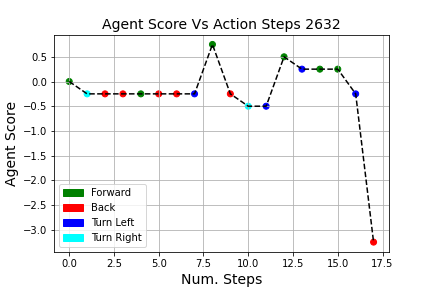 Agent Score Vs Action Steps 2632
Agent Score
0.5
0.0
−0.5
−1.0
−1.5
−2.0
−2.5
−3.0
Forward
Back
Turn Left
Turn Right
0.0 2.5 5.0 7.5 10.0 12.5 15.0 17.5
Num. Steps